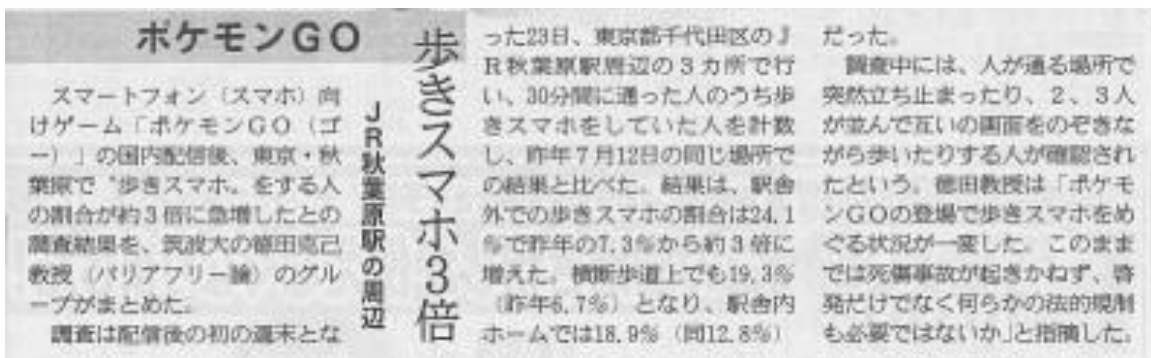 ポケモンGO
歩きスマホ3倍
JR秋葉原駅の周辺
スマートフォン（スマホ）向
けゲーム「ポケモンGO（ゴ
ー）」の国内配信後、東京・秋
葉原で〝歩きスマホ〟をする人
の割合が約3倍に急増したとの
調査結果を、筑波大の徳田克己
教授（バリアフリー論）のグル
ープがまとめた。
調査は配信後の初の週末とな
った23日、東京都千代田区のJ
R秋葉原駅周辺の3カ所で行
い、30分間に通った人のうち歩
きスマホをしていた人を計数
し、昨年7月12日の同じ場所で
の結果と比べた。結果は、駅舎
外での歩きスマホの割合は24.1
%で昨年の7.3%から約3倍に
増えた。横断歩道上でも19.3%
（昨年6.7%）となり、駅舎内
ホームでは18.9%（同12.8%）
だった。
調査中には、人が通る場所で
突然立ち止まったり、2、3人
が並んで互いの画面をのぞきな
がら歩いたりする人が確認され
たという。徳田教授は「ポケモ
ンGOの登場で歩きスマホをめ
ぐる状況が一変した。このまま
では死傷事故が起きかねず、啓
発だけでなく何らかの法的規制
も必要ではないか」と指摘した。